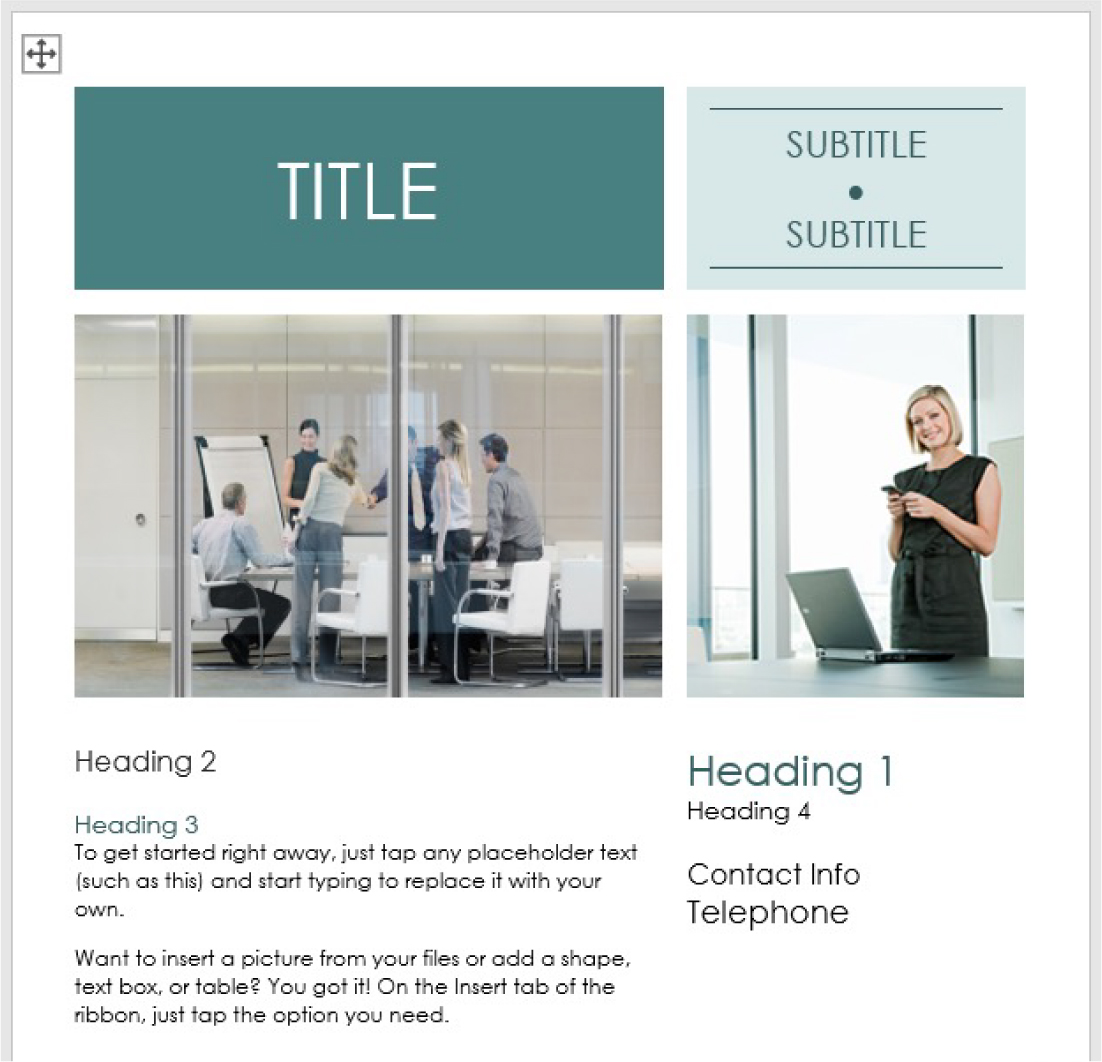 TITLE
SUBTITLE
•
SUBTITLE
Heading 2
Heading 3
To get started right away, just tap any placeholder text
(such as this) and start typing to replace it with your
own.
Want to insert a picture from your files or add a shape,
text box, or table? You got it! On the Insert tab of the
ribbon, just tap the option you need.
Heading 1
Heading 4
Contact Info
Telephone